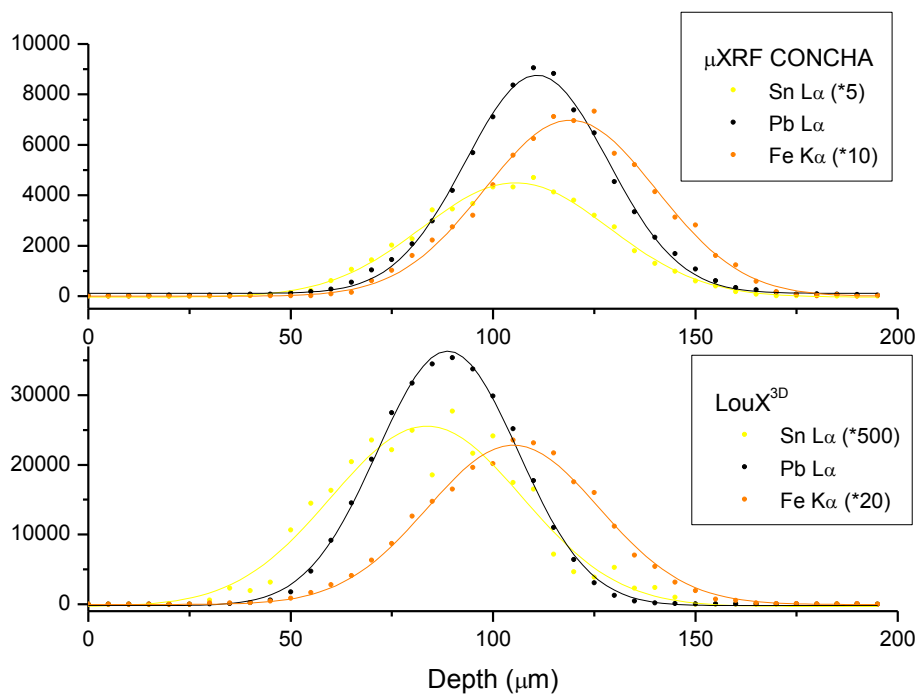 10000
8000
6000
4000
2000
0
0
50
100
150
200
μXRF CONCHA
Sn Lα (*5)
Pb Lα
Fe Kα (*10)
30000
20000
10000
0
0
50
100
150
200
LouX3D
Sn Lα (*500)
Pb Lα
Fe Kα (*20)
Depth (μm)